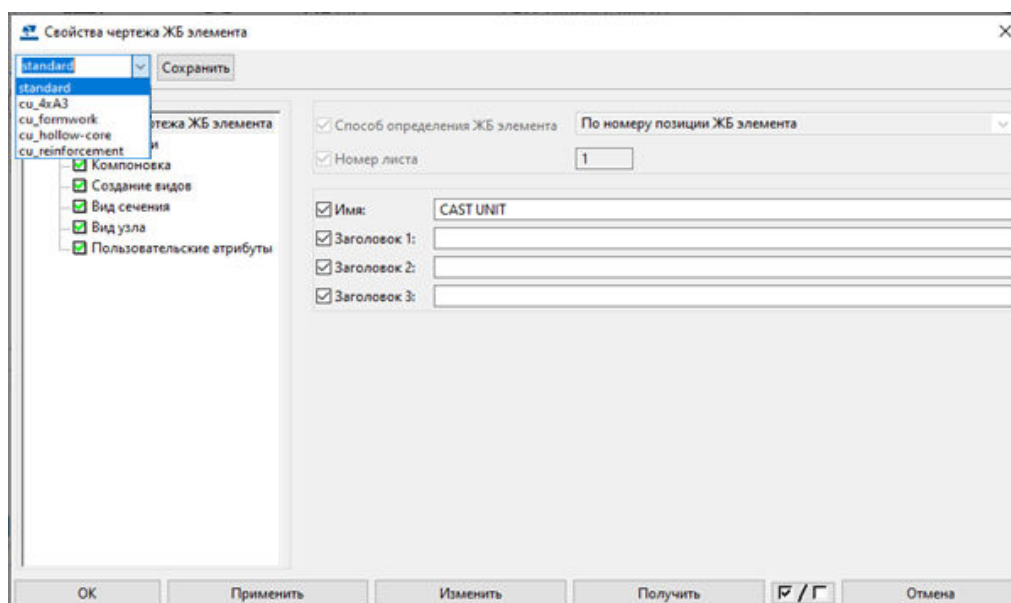 Свойства чертежа ЖБ элемента
standard Сохранить
standard
cu_4xA3
cu_formwork
cu_hollow-core
cu_reinforcement
тежа ЖБ элемента
и
Компоновка
Создание видов
Вид сечения
Вид узла
Пользовательские атрибуты
Способ определения ЖБ элемента По номеру позиции ЖБ элемента
Номер листа 1
Имя: CAST UNIT
Заголовок 1:
Заголовок 2:
Заголовок 3:
ОК Применить Изменить Получить / Отмена